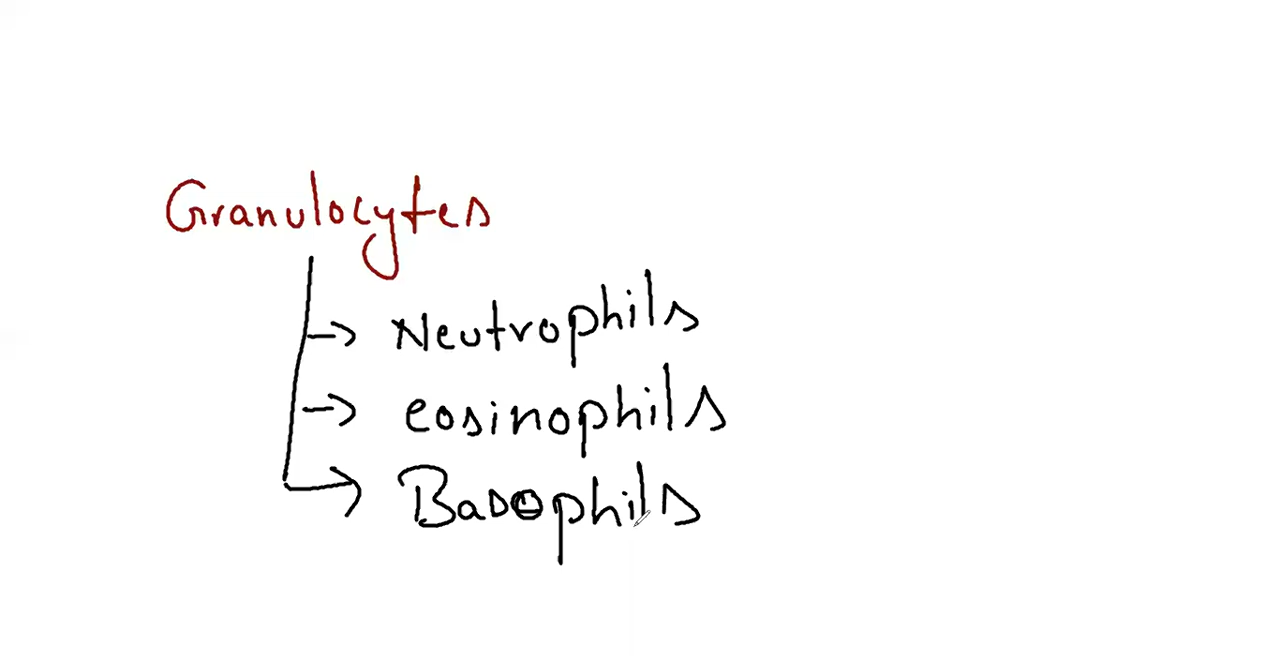 Granulocytes
→ Neutrophils
→ eosinophils
→ Basophils